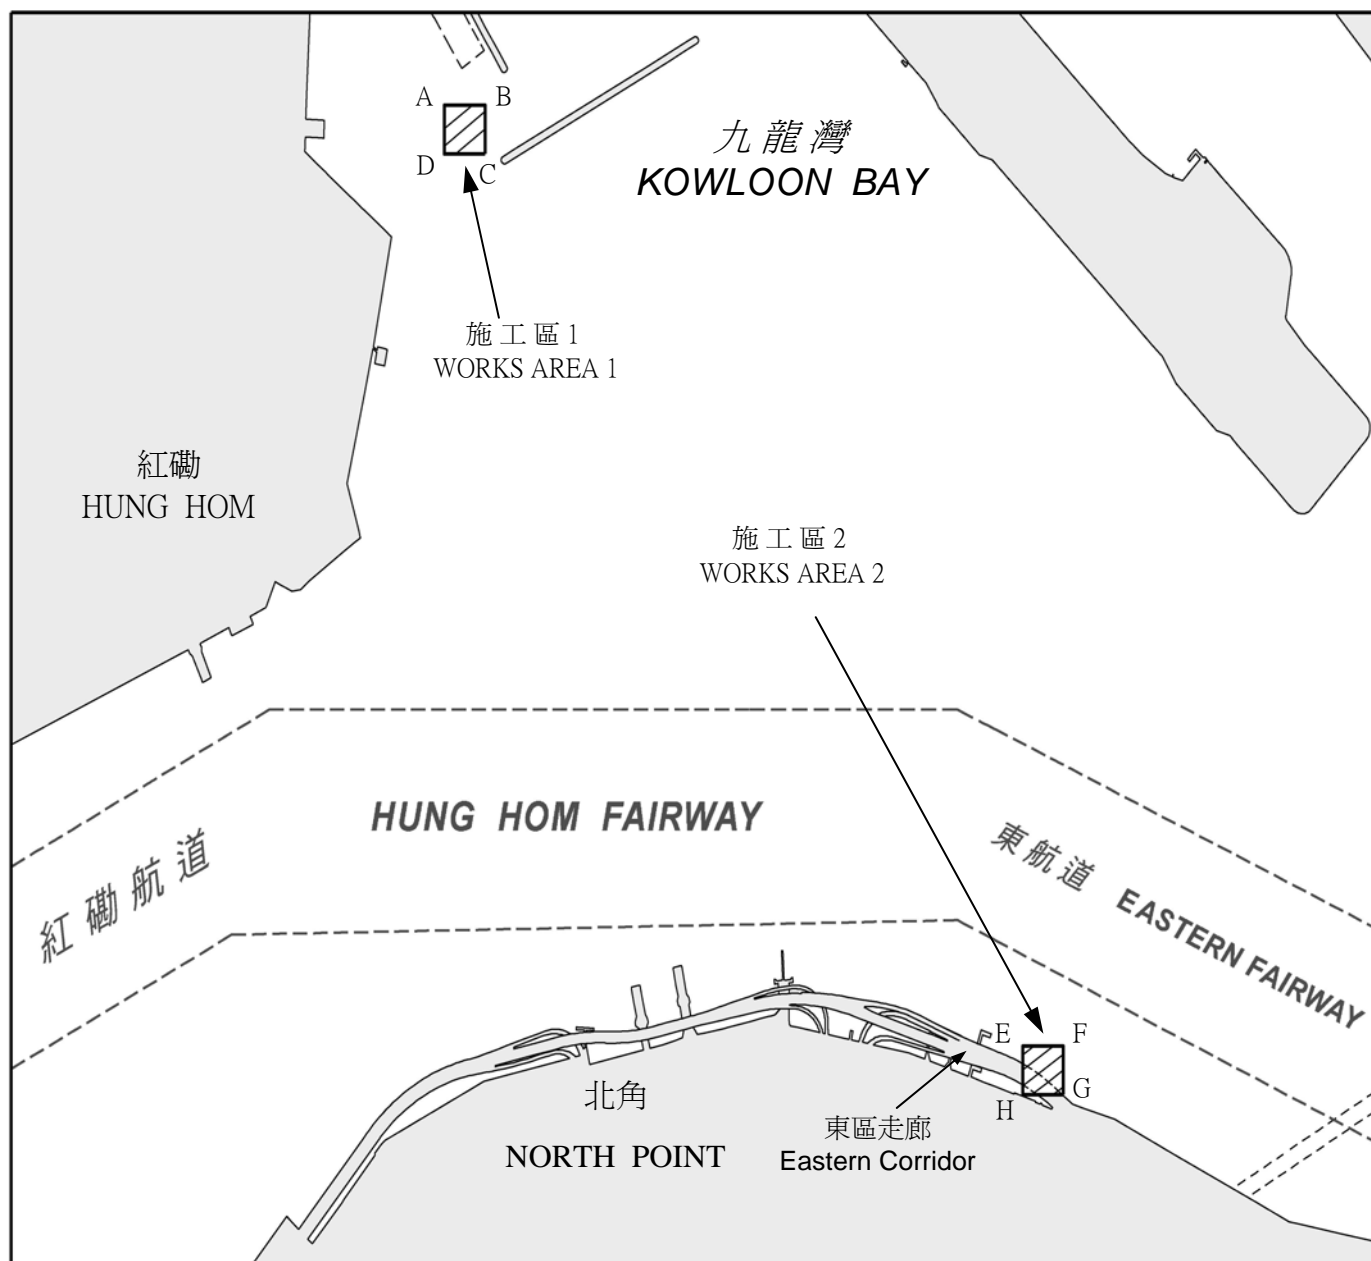 A
B
D
C
九龍灣
KOWLOON BAY
施工區1
WORKS AREA 1
紅磡
HUNG HOM
施工區2
WORKS AREA 2
HUNG HOM FAIRWAY
紅磡航道
東航道 EASTERN FAIRWAY
E
F
G
H
北角
NORTH POINT
東區走廊
Eastern Corridor